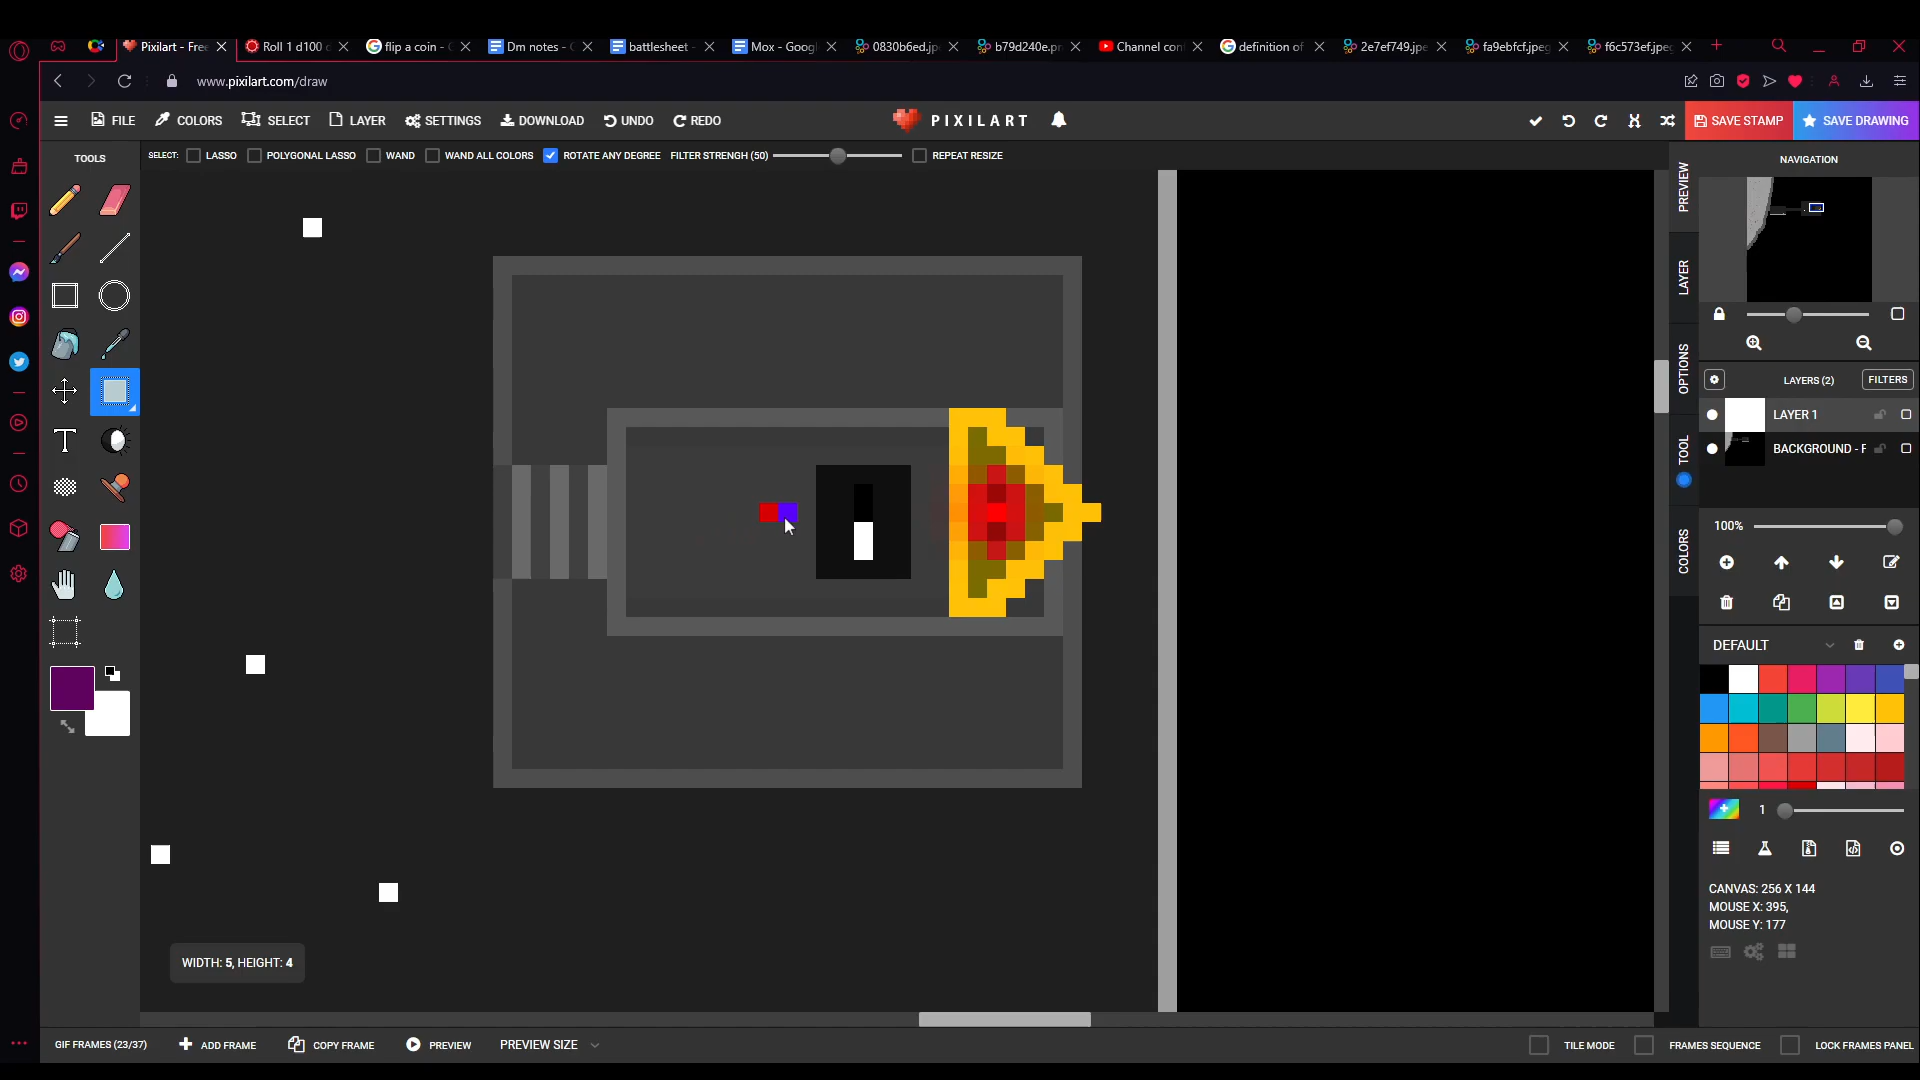 Pixilart - Free
Roll 1 d100
flip a coin -
Dm notes -
battlesheet
Mox - Googl
0830b6ed.jp
b79d240e.pn
Channel con
definition of
2e7ef749.jpe
fa9ebfcf.jpeg
f6c573ef.jpeg
www.pixilart.com/draw
FILE COLORS SELECT LAYER SETTINGS DOWNLOAD UNDO REDO PIXILART SAVE STAMP SAVE DRAWING
TOOLS
SELECT: LASSO POLYGONAL LASSO WAND WAND ALL COLORS ROTATE ANY DEGREE FILTER STRENGH (50) REPEAT RESIZE
NAVIGATION
PREVIEW
LAYER
OPTIONS
TOOL
COLORS
LAYERS (2) FILTERS
LAYER 1
BACKGROUND - F
100%
DEFAULT
1
CANVAS: 256 X 144
MOUSE X: 395,
MOUSE Y: 177
WIDTH: 5, HEIGHT: 4
GIF FRAMES (23/37) ADD FRAME COPY FRAME PREVIEW PREVIEW SIZE TILE MODE FRAMES SEQUENCE LOCK FRAMES PANEL